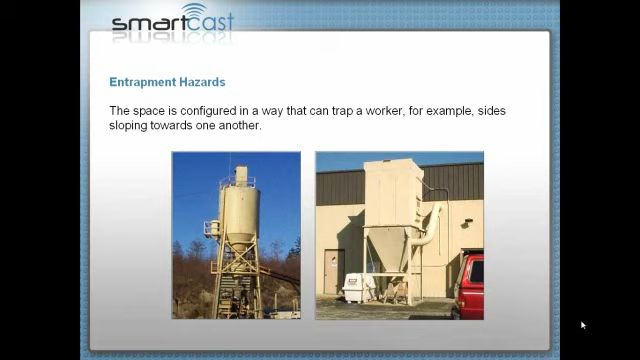 smartcast
Entrapment Hazards
The space is configured in a way that can trap a worker, for example, sides
sloping towards one another.